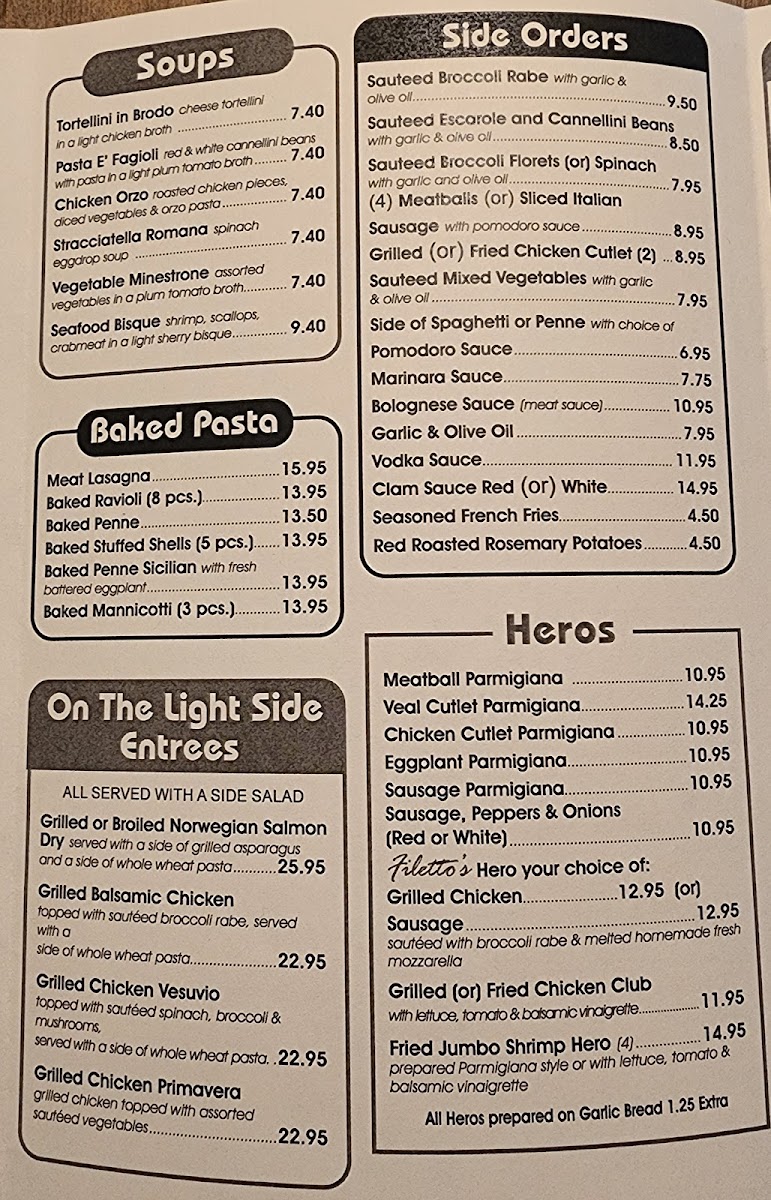 Soups
Tortellini in Brodo cheese tortellini
in a light chicken broth ..................... 7.40
Pasta E' Fagioli red & white cannellini beans
with pasta in a light plum tomato broth......... 7.40
Chicken Orzo roasted chicken pieces,
diced vegetables & orzo pasta................ 7.40
Stracciatella Romana spinach
eggdrop soup .............................. 7.40
Vegetable Minestrone assorted
vegetables in a plum tomato broth........... 7.40
Seafood Bisque shrimp, scallops,
crabmeat in a light sherry bisque.............. 9.40
Baked Pasta
Meat Lasagna............................15.95
Baked Ravioli (8 pcs.).................13.95
Baked Penne..............................13.50
Baked Stuffed Shells (5 pcs.)......13.95
Baked Penne Sicilian with fresh
battered eggplant.............................13.95
Baked Mannicotti (3 pcs.)..........13.95
On The Light Side
Entrees
ALL SERVED WITH A SIDE SALAD
Grilled or Broiled Norwegian Salmon
Dry served with a side of grilled asparagus
and a side of whole wheat pasta..........25.95
Grilled Balsamic Chicken
topped with sautéed broccoli rabe, served
with a
side of whole wheat pasta....................22.95
Grilled Chicken Vesuvio
topped with sautéed spinach, broccoli &
mushrooms,
served with a side of whole wheat pasta. .22.95
Grilled Chicken Primavera
grilled chicken topped with assorted
sautéed vegetables.............................22.95
Side Orders
Sauteed Broccoli Rabe with garlic &
olive oil.......................................................9.50
Sauteed Escarole and Cannellini Beans
with garlic & olive oil......................................8.50
Sauteed Broccoli Florets (or) Spinach
with garlic and olive oil...................................7.95
(4) Meatballs (or) Sliced Italian
Sausage with pomodoro sauce....................8.95
Grilled (or) Fried Chicken Cutlet (2) ...8.95
Sauteed Mixed Vegetables with garlic
& olive oil ....................................................7.95
Side of Spaghetti or Penne with choice of
Pomodoro Sauce....................................6.95
Marinara Sauce.......................................7.75
Bolognese Sauce (meat sauce)............... 10.95
Garlic & Olive Oil ....................................7.95
Vodka Sauce..........................................11.95
Clam Sauce Red (or) White...............14.95
Seasoned French Fries............................4.50
Red Roasted Rosemary Potatoes..........4.50
Heros
Meatball Parmigiana .........................10.95
Veal Cutlet Parmigiana.......................14.25
Chicken Cutlet Parmigiana ...............10.95
Eggplant Parmigiana..........................10.95
Sausage Parmigiana...........................10.95
Sausage, Peppers & Onions
(Red or White)........................................10.95
Filetto's Hero your choice of:
Grilled Chicken.....................12.95 (or)
Sausage..................................................12.95
sautéed with broccoli rabe & melted homemade fresh
mozzarella
Grilled (or) Fried Chicken Club
with lettuce, tomato & balsamic vinaigrette.............11.95
Fried Jumbo Shrimp Hero (4)..............14.95
prepared Parmigiana style or with lettuce, tomato &
balsamic vinaigrette
All Heros prepared on Garlic Bread 1.25 Extra